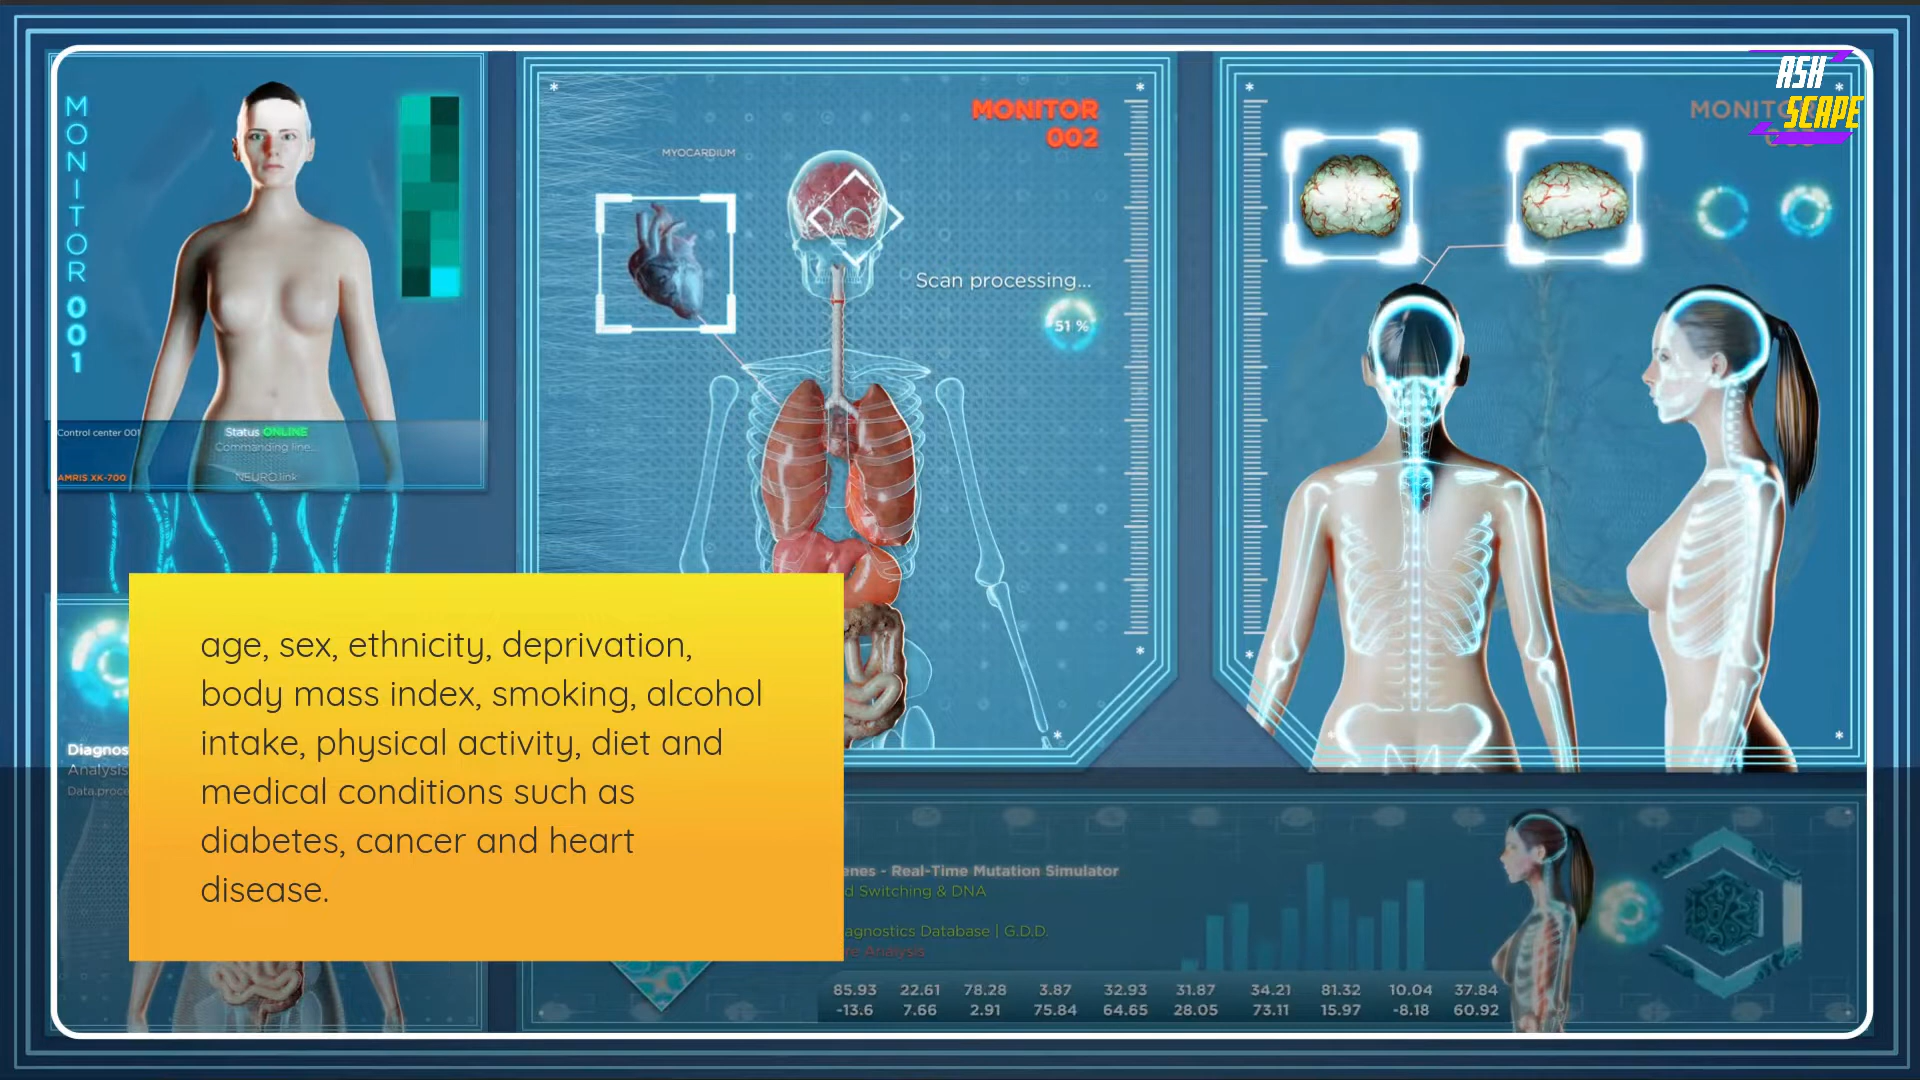 ASH
SCAPE
MONITOR
001
MONITOR
002
MYOCARDIUM
Scan processing...
51 %
MONITOR
Control center 001
Status ONLINE
Commanding line...
AMRIS XK-700
NEURO.link
age, sex, ethnicity, deprivation,
body mass index, smoking, alcohol
intake, physical activity, diet and
medical conditions such as
diabetes, cancer and heart
disease.
Diagnos
Analysis
Data.proce
enes - Real-Time Mutation Simulator
d Switching & DNA
agnostics Database | G.D.D.
re Analysis
85.93 22.61 78.28 3.87 32.93 31.87 34.21 81.32 10.04 37.84
-13.6 7.66 2.91 75.84 64.65 28.05 73.11 15.97 -8.18 60.92